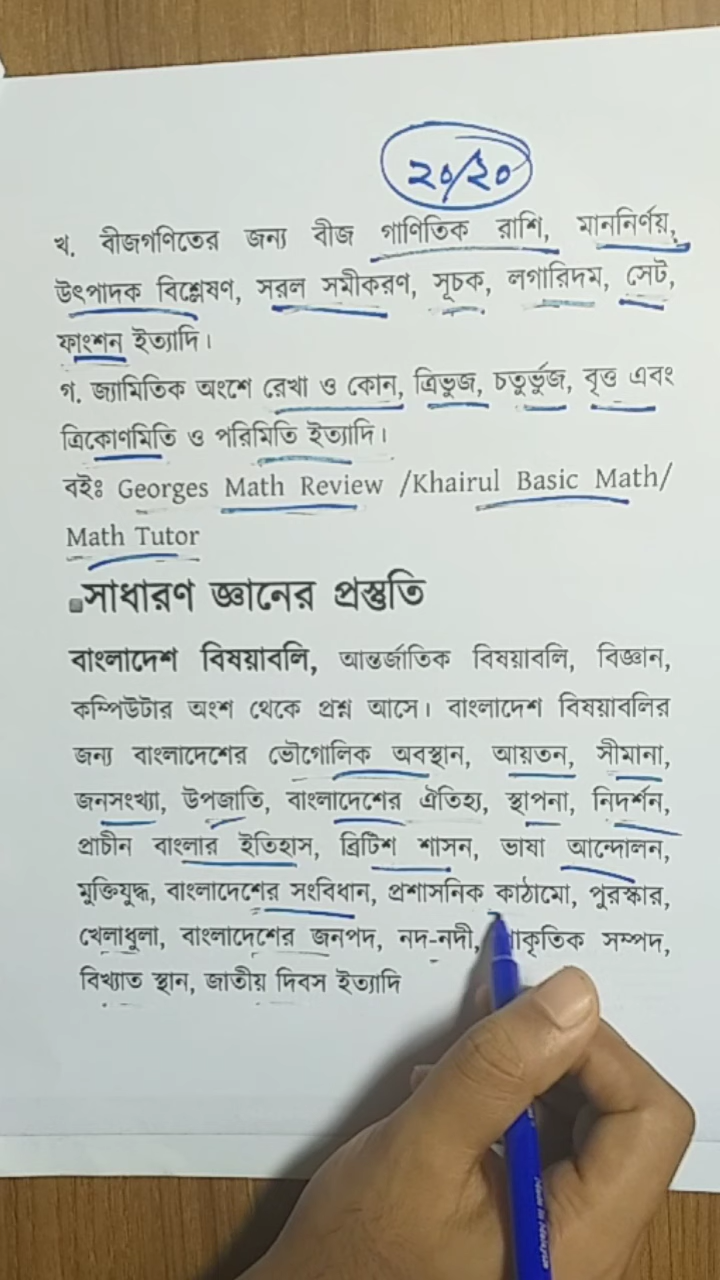 ২০/২০
খ. বীজগণিতের জন্য বীজ গাণিতিক রাশি, মাননির্ণয়,
উৎপাদক বিশ্লেষণ, সরল সমীকরণ, সূচক, লগারিদম, সেট,
ফাংশন ইত্যাদি।
গ. জ্যামিতিক অংশে রেখা ও কোন, ত্রিভুজ, চতুর্ভুজ, বৃত্ত এবং
ত্রিকোণমিতি ও পরিমিতি ইত্যাদি।
বইঃ Georges Math Review /Khairul Basic Math/
Math Tutor
সাধারণ জ্ঞানের প্রস্তুতি
বাংলাদেশ বিষয়াবলি, আন্তর্জাতিক বিষয়াবলি, বিজ্ঞান,
কম্পিউটার অংশ থেকে প্রশ্ন আসে। বাংলাদেশ বিষয়াবলির
জন্য বাংলাদেশের ভৌগোলিক অবস্থান, আয়তন, সীমানা,
জনসংখ্যা, উপজাতি, বাংলাদেশের ঐতিহ্য, স্থাপনা, নিদর্শন,
প্রাচীন বাংলার ইতিহাস, ব্রিটিশ শাসন, ভাষা আন্দোলন,
মুক্তিযুদ্ধ, বাংলাদেশের সংবিধান, প্রশাসনিক কাঠামো, পুরস্কার,
খেলাধুলা, বাংলাদেশের জনপদ, নদ-নদী, সম্পদ,
বিখ্যাত স্থান, জাতীয় দিবস ইত্যাদি